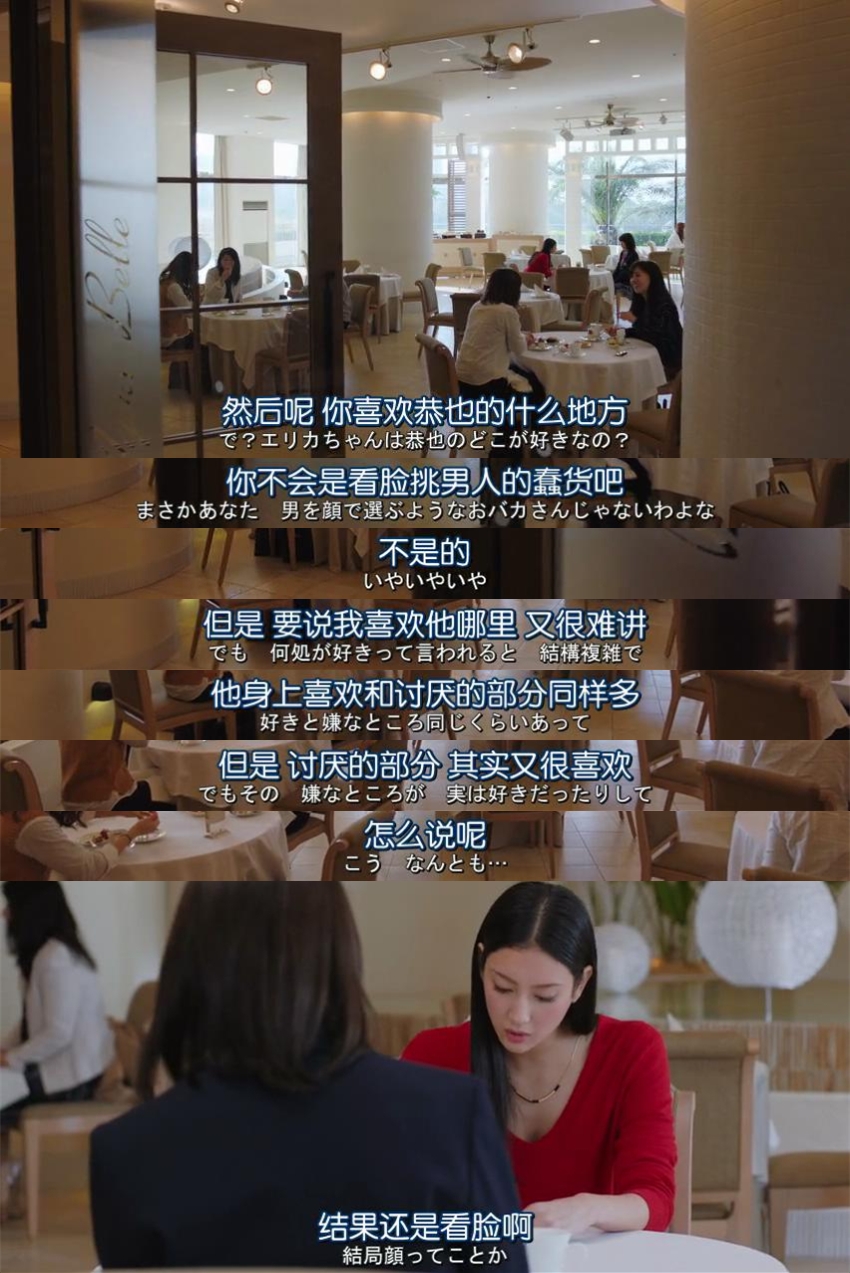 Belle
然后呢 你喜欢恭也的什么地方
で？エリカちゃんは恭也のどこが好きなの？
你不会是看脸挑男人的蠢货吧
まさかあなた　男を顔で選ぶようなおバカさんじゃないわよな
不是的
いやいやいや
但是 要说我喜欢他哪里 又很难讲
でも　何処が好きって言われると　結構複雑で
他身上喜欢和讨厌的部分同样多
好きと嫌なところ同じくらいあって
但是 讨厌的部分 其实又很喜欢
でもその　嫌なところが　実は好きだったりして
怎么说呢
こう　なんとも…
结果还是看脸啊
結局顔ってことか